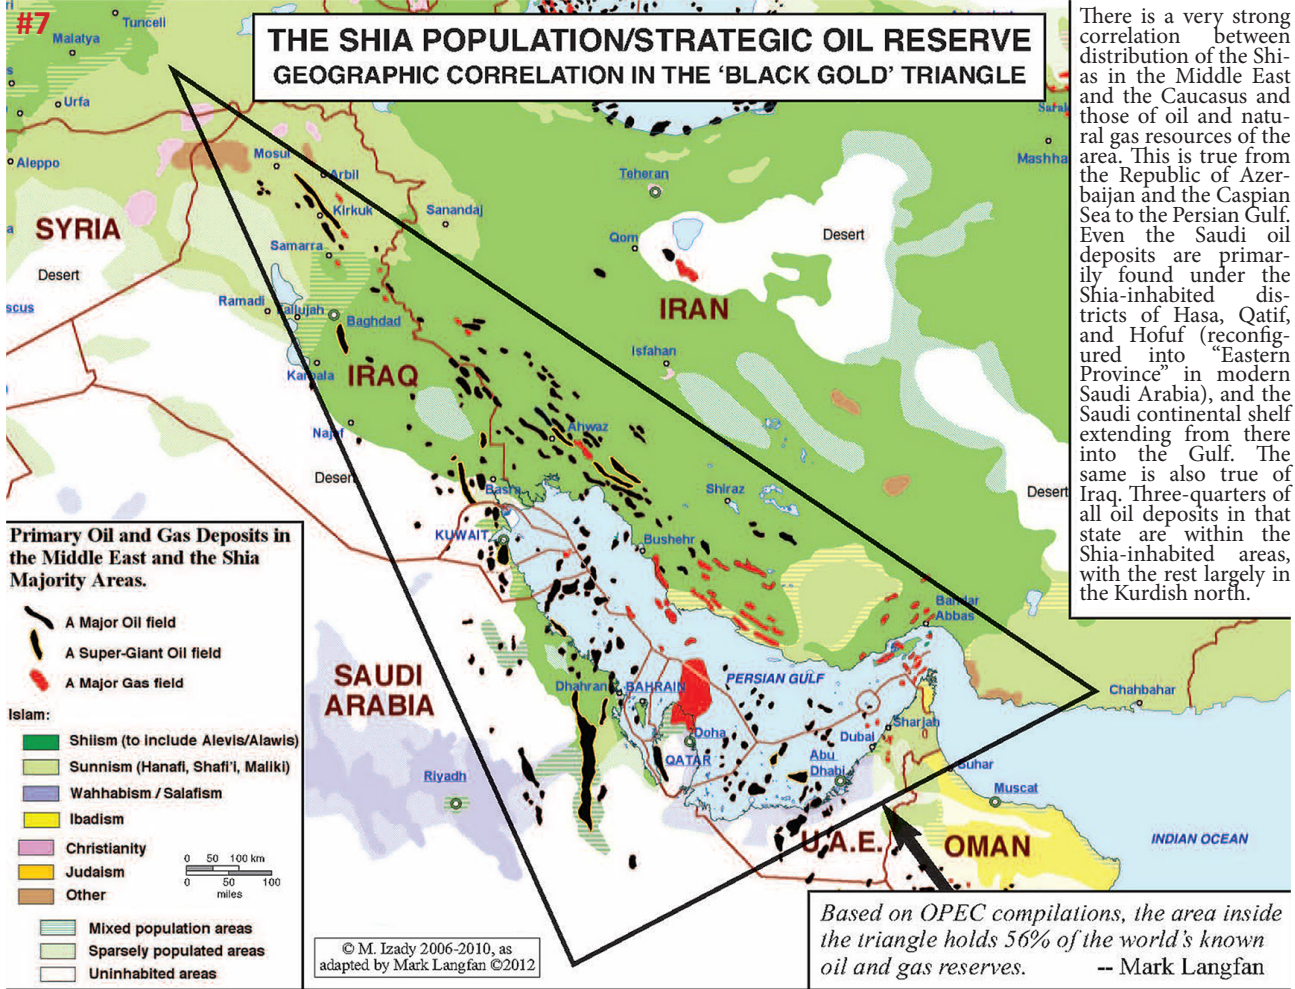 #7
THE SHIA POPULATION/STRATEGIC OIL RESERVE
GEOGRAPHIC CORRELATION IN THE ‘BLACK GOLD’ TRIANGLE
There is a very strong
correlation between
distribution of the Shi-
as in the Middle East
and the Caucasus and
those of oil and natu-
ral gas resources of the
area. This is true from
the Republic of Azer-
baijan and the Caspian
Sea to the Persian Gulf.
Even the Saudi oil
deposits are primar-
ily found under the
Shia-inhabited dis-
tricts of Hasa, Qatif,
and Hofuf (reconfig-
ured into “Eastern
Province” in modern
Saudi Arabia), and the
Saudi continental shelf
extending from there
into the Gulf. The
same is also true of
Iraq. Three-quarters of
all oil deposits in that
state are within the
Shia-inhabited areas,
with the rest largely in
the Kurdish north.
Tunceli
Malatya
Urfa
Aleppo
Mosul
Arbil
Kirkuk
Sanandaj
Teheran
Mashha
SYRIA
Desert
Samarra
Qom
Desert
scus
Ramadi
Fallujah
Baghdad
IRAN
Isfahan
Karbala
IRAQ
Najaf
Ahwaz
Desert
Basra
Shiraz
Desert
KUWAIT
Bushehr
Bandar
Abbas
SAUDI
ARABIA
Dhahran
BAHRAIN
PERSIAN GULF
Chahbahar
Doha
QATAR
Sharjah
Dubai
Abu
Dhabi
Suhar
Riyadh
Muscat
U.A.E.
OMAN
INDIAN OCEAN
Primary Oil and Gas Deposits in
the Middle East and the Shia
Majority Areas.
A Major Oil field
A Super-Giant Oil field
A Major Gas field
Islam:
Shiism (to include Alevis/Alawis)
Sunnism (Hanafi, Shafi'i, Maliki)
Wahhabism / Salafism
Ibadism
Christianity
Judaism
Other
0 50 100 km
0 50 100
miles
Mixed population areas
Sparsely populated areas
Uninhabited areas
© M. Izady 2006-2010, as
adapted by Mark Langfan ©2012
Based on OPEC compilations, the area inside
the triangle holds 56% of the world's known
oil and gas reserves. -- Mark Langfan